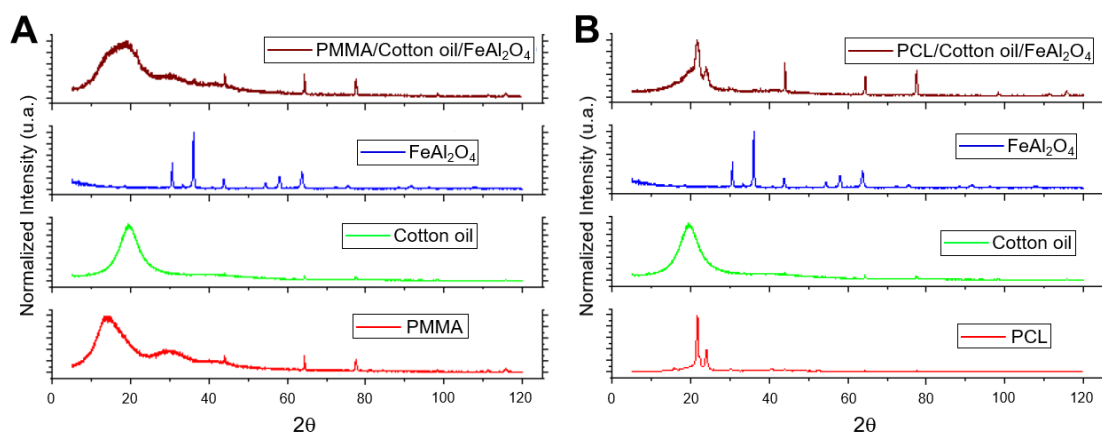 A
Normalized Intensity (u.a.)
PMMA/Cotton oil/FeAl₂O₄
FeAl₂O₄
Cotton oil
PMMA
0 20 40 60 80 100 120
2θ
B
Normalized Intensity (u.a.)
PCL/Cotton oil/FeAl₂O₄
FeAl₂O₄
Cotton oil
PCL
0 20 40 60 80 100 120
2θ